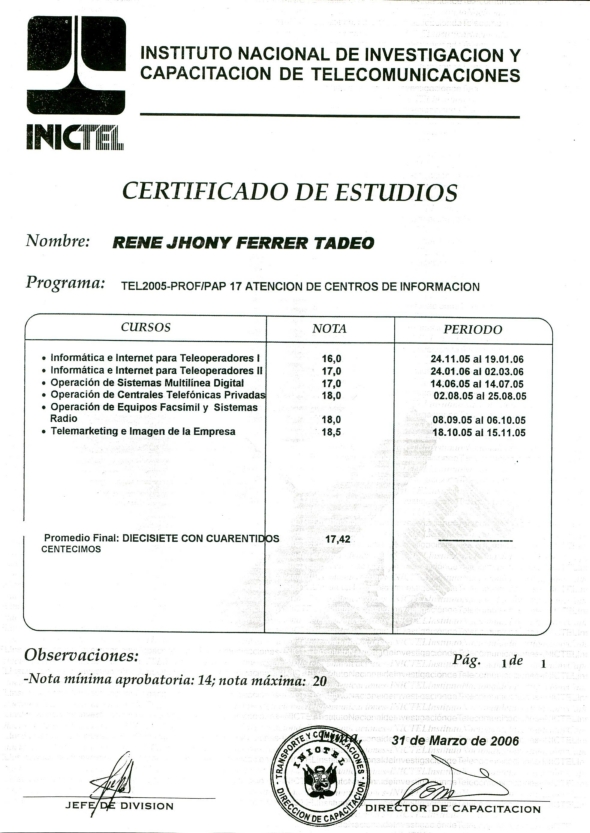 INSTITUTO NACIONAL DE INVESTIGACION Y
CAPACITACION DE TELECOMUNICACIONES
INICTEL
CERTIFICADO DE ESTUDIOS
Nombre: RENE JHONY FERRER TADEO
Programa: TEL2005-PROF/PAP 17 ATENCION DE CENTROS DE INFORMACION
CURSOS NOTA PERIODO
• Informática e Internet para Teleoperadores I 16,0 24.11.05 al 19.01.06
• Informática e Internet para Teleoperadores II 17,0 24.01.06 al 02.03.06
• Operación de Sistemas Multilínea Digital 17,0 14.06.05 al 14.07.05
• Operación de Centrales Telefónicas Privadas 18,0 02.08.05 al 25.08.05
• Operación de Equipos Facsímil y Sistemas
Radio 18,0 08.09.05 al 06.10.05
• Telemarketing e Imagen de la Empresa 18,5 18.10.05 al 15.11.05
Promedio Final: DIECISIETE CON CUARENTIDOS 17,42
CENTECIMOS
Observaciones:
Pág. 1 de 1
-Nota mínima aprobatoria: 14; nota máxima: 20
31 de Marzo de 2006
TRANSPORTE Y COMUNICACIONES
INICTEL
DIRECCION DE CAPACITACION
JEFE DE DIVISION
DIRECTOR DE CAPACITACION